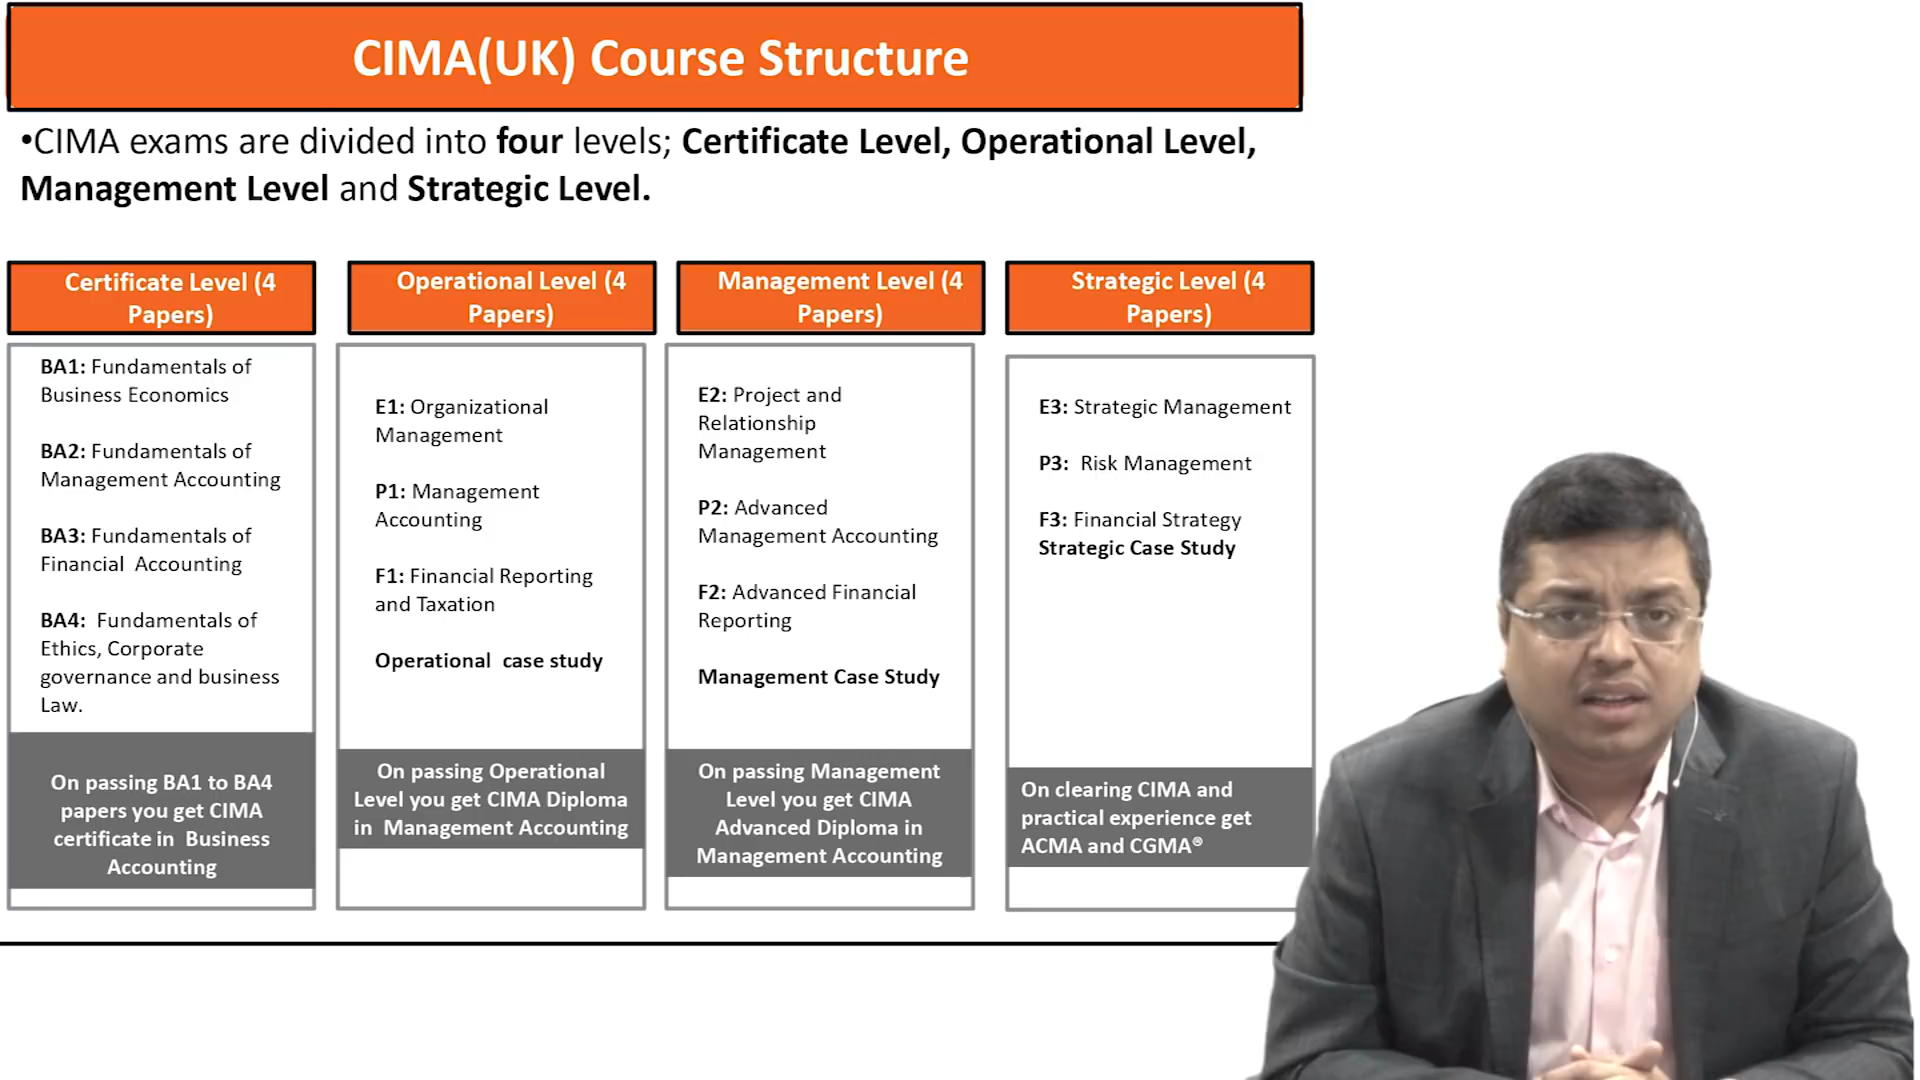 CIMA(UK) Course Structure
•CIMA exams are divided into four levels; Certificate Level, Operational Level,
Management Level and Strategic Level.
Certificate Level (4
Papers)
BA1: Fundamentals of
Business Economics
BA2: Fundamentals of
Management Accounting
BA3: Fundamentals of
Financial  Accounting
BA4:  Fundamentals of
Ethics, Corporate
governance and business
Law.
On passing BA1 to BA4
papers you get CIMA
certificate in  Business
Accounting
Operational Level (4
Papers)
E1: Organizational
Management
P1: Management
Accounting
F1: Financial Reporting
and Taxation
Operational  case study
On passing Operational
Level you get CIMA Diploma
in  Management Accounting
Management Level (4
Papers)
E2: Project and
Relationship
Management
P2: Advanced
Management Accounting
F2: Advanced Financial
Reporting
Management Case Study
On passing Management
Level you get CIMA
Advanced Diploma in
Management Accounting
Strategic Level (4
Papers)
E3: Strategic Management
P3:  Risk Management
F3: Financial Strategy
Strategic Case Study
On clearing CIMA and
practical experience get
ACMA and CGMA®